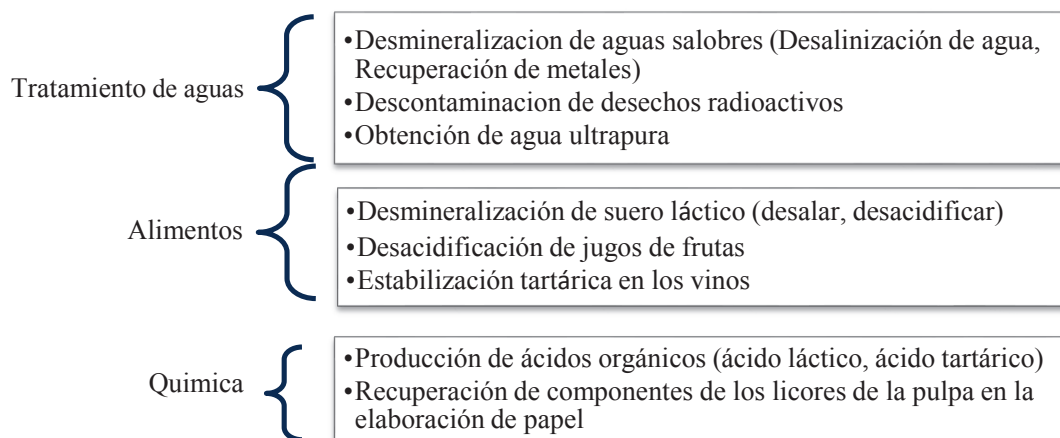 Tratamiento de aguas
•Desmineralizacion de aguas salobres (Desalinización de agua,
Recuperación de metales)
•Descontaminacion de desechos radioactivos
•Obtención de agua ultrapura
Alimentos
•Desmineralización de suero láctico (desalar, desacidificar)
•Desacidificación de jugos de frutas
•Estabilización tartárica en los vinos
Quimica
•Producción de ácidos orgánicos (ácido láctico, ácido tartárico)
•Recuperación de componentes de los licores de la pulpa en la
elaboración de papel